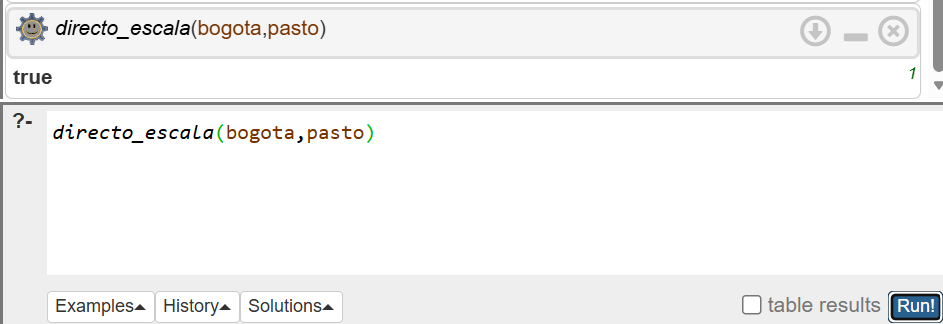 directo_escala(bogota,pasto)
true
1
?- directo_escala(bogota,pasto)
Examples History Solutions table results Run!